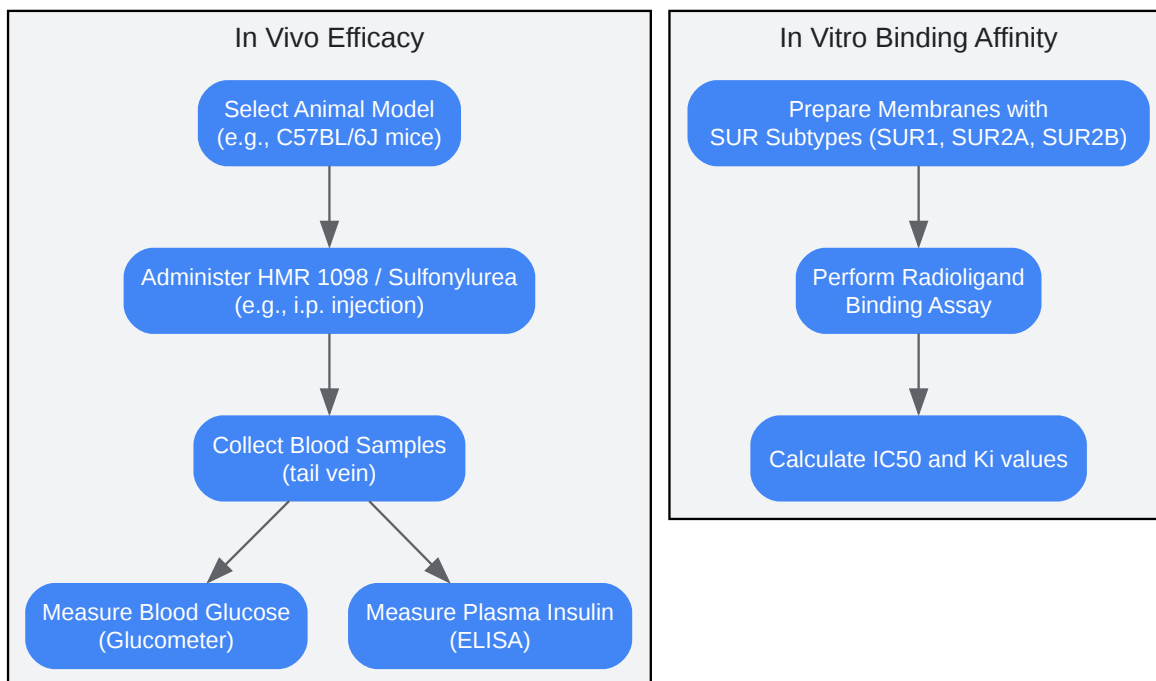 In Vivo Efficacy
Select Animal Model
(e.g., C57BL/6J mice)
Administer HMR 1098 / Sulfonylurea
(e.g., i.p. injection)
Collect Blood Samples
(tail vein)
Measure Blood Glucose
(Glucometer)
Measure Plasma Insulin
(ELISA)
In Vitro Binding Affinity
Prepare Membranes with
SUR Subtypes (SUR1, SUR2A, SUR2B)
Perform Radioligand
Binding Assay
Calculate IC50 and Ki values